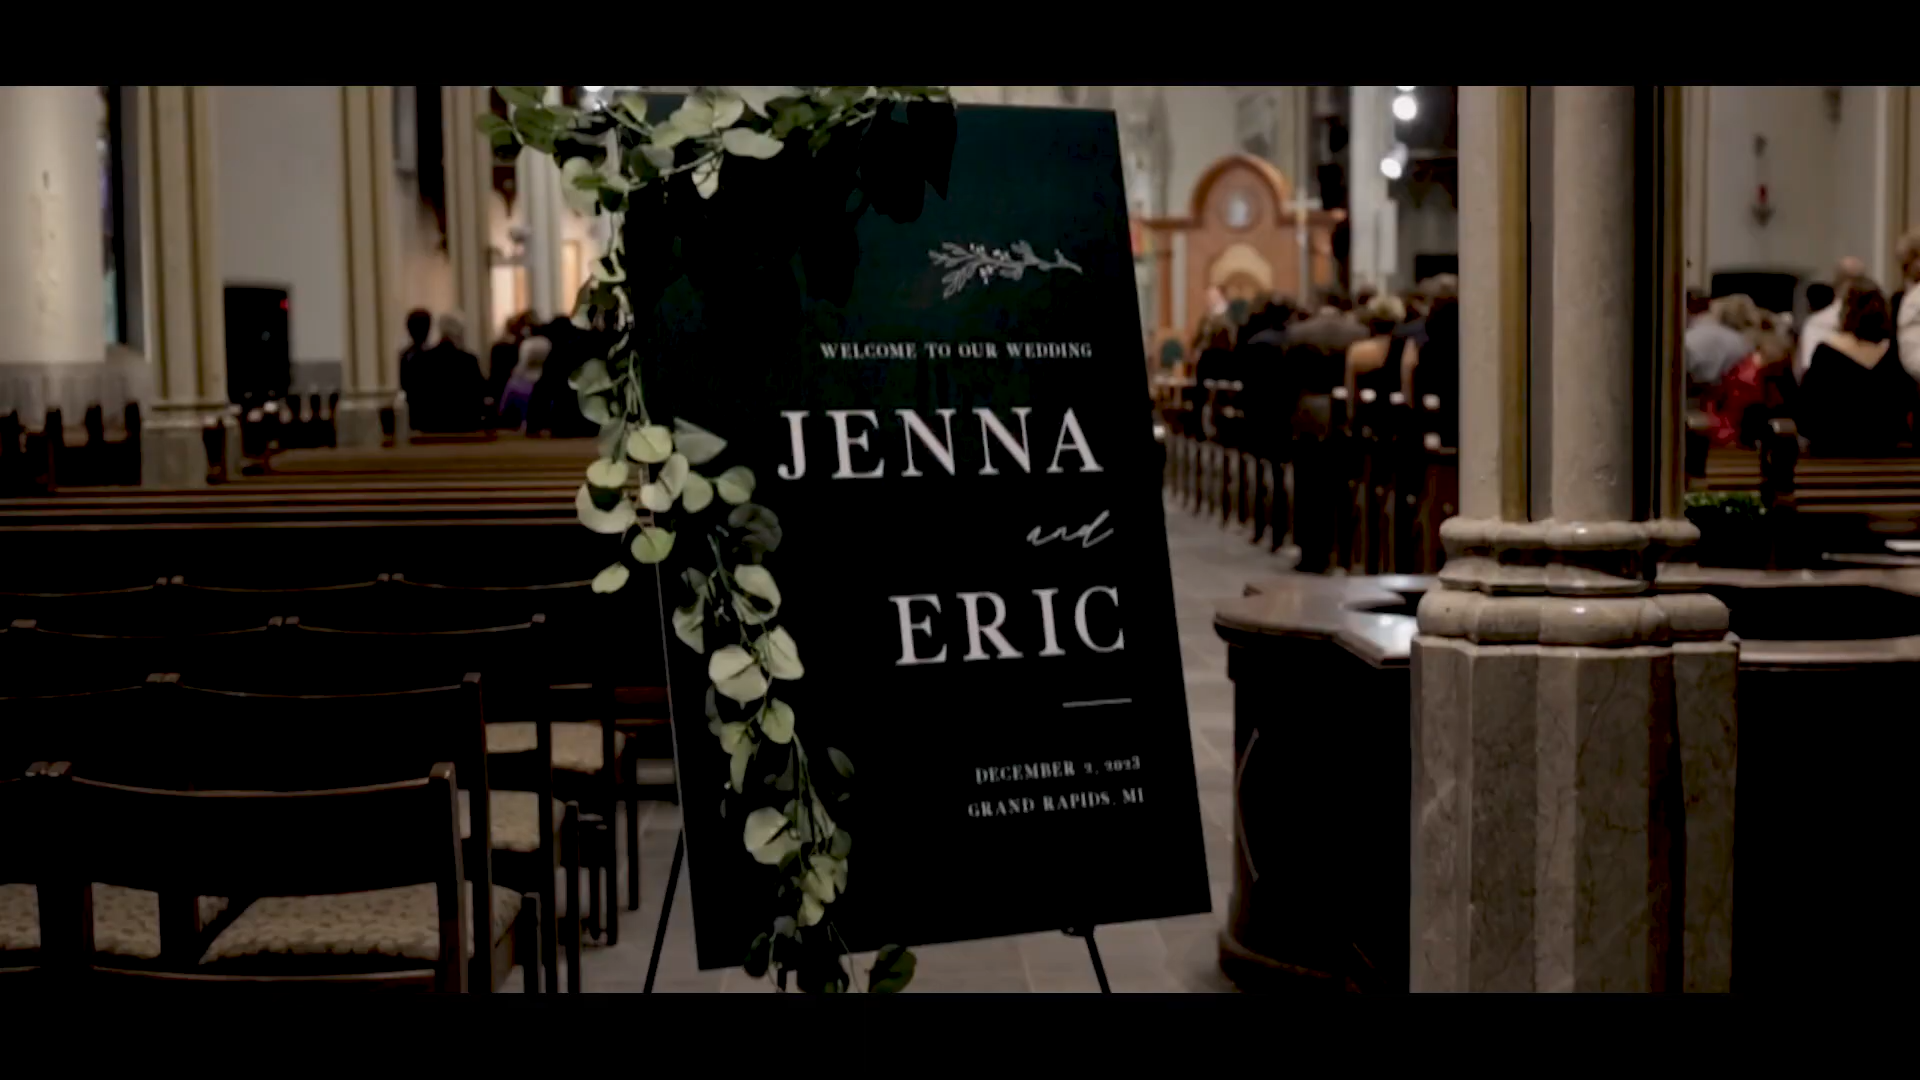 WELCOME TO OUR WEDDING
JENNA
and
ERIC
DECEMBER 2, 2023
GRAND RAPIDS, MI